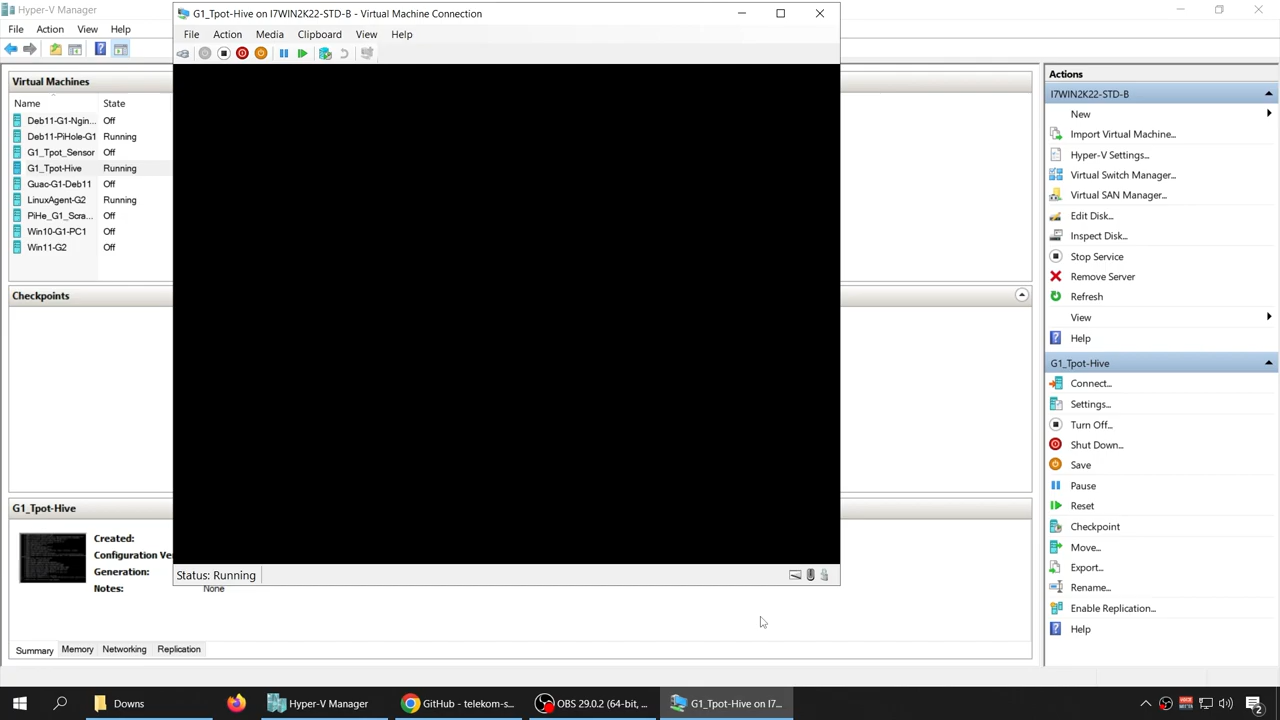 Hyper-V Manager
File Action View Help
G1_Tpot-Hive on I7WIN2K22-STD-B - Virtual Machine Connection
File Action Media Clipboard View Help
Status: Running
Virtual Machines
Name State
Deb11-G1-Ngin... Off
Deb11-PiHole-G1 Running
G1_Tpot_Sensor Off
G1_Tpot-Hive Running
Guac-G1-Deb11 Off
LinuxAgent-G2 Running
PiHe_G1_Scra... Off
Win10-G1-PC1 Off
Win11-G2 Off
Checkpoints
G1_Tpot-Hive
Created:
Configuration Ve
Generation:
Notes: None
Summary Memory Networking Replication
Actions
I7WIN2K22-STD-B
New
Import Virtual Machine...
Hyper-V Settings...
Virtual Switch Manager...
Virtual SAN Manager...
Edit Disk...
Inspect Disk...
Stop Service
Remove Server
Refresh
View
Help
G1_Tpot-Hive
Connect...
Settings...
Turn Off...
Shut Down...
Save
Pause
Reset
Checkpoint
Move...
Export...
Rename...
Enable Replication...
Help
Downs Hyper-V Manager GitHub - telekom-s... OBS 29.0.2 (64-bit, ... G1_Tpot-Hive on I7... 2